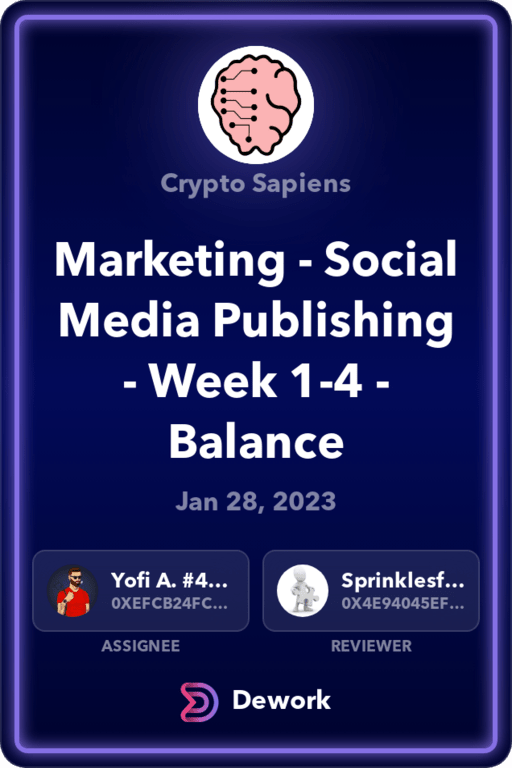 Crypto Sapiens
Marketing - Social
Media Publishing
- Week 1-4 -
Balance
Jan 28, 2023
Yofi A. #4...
0XEFCB24FC...
ASSIGNEE
Sprinklesf...
0X4E94045EF...
REVIEWER
Dework